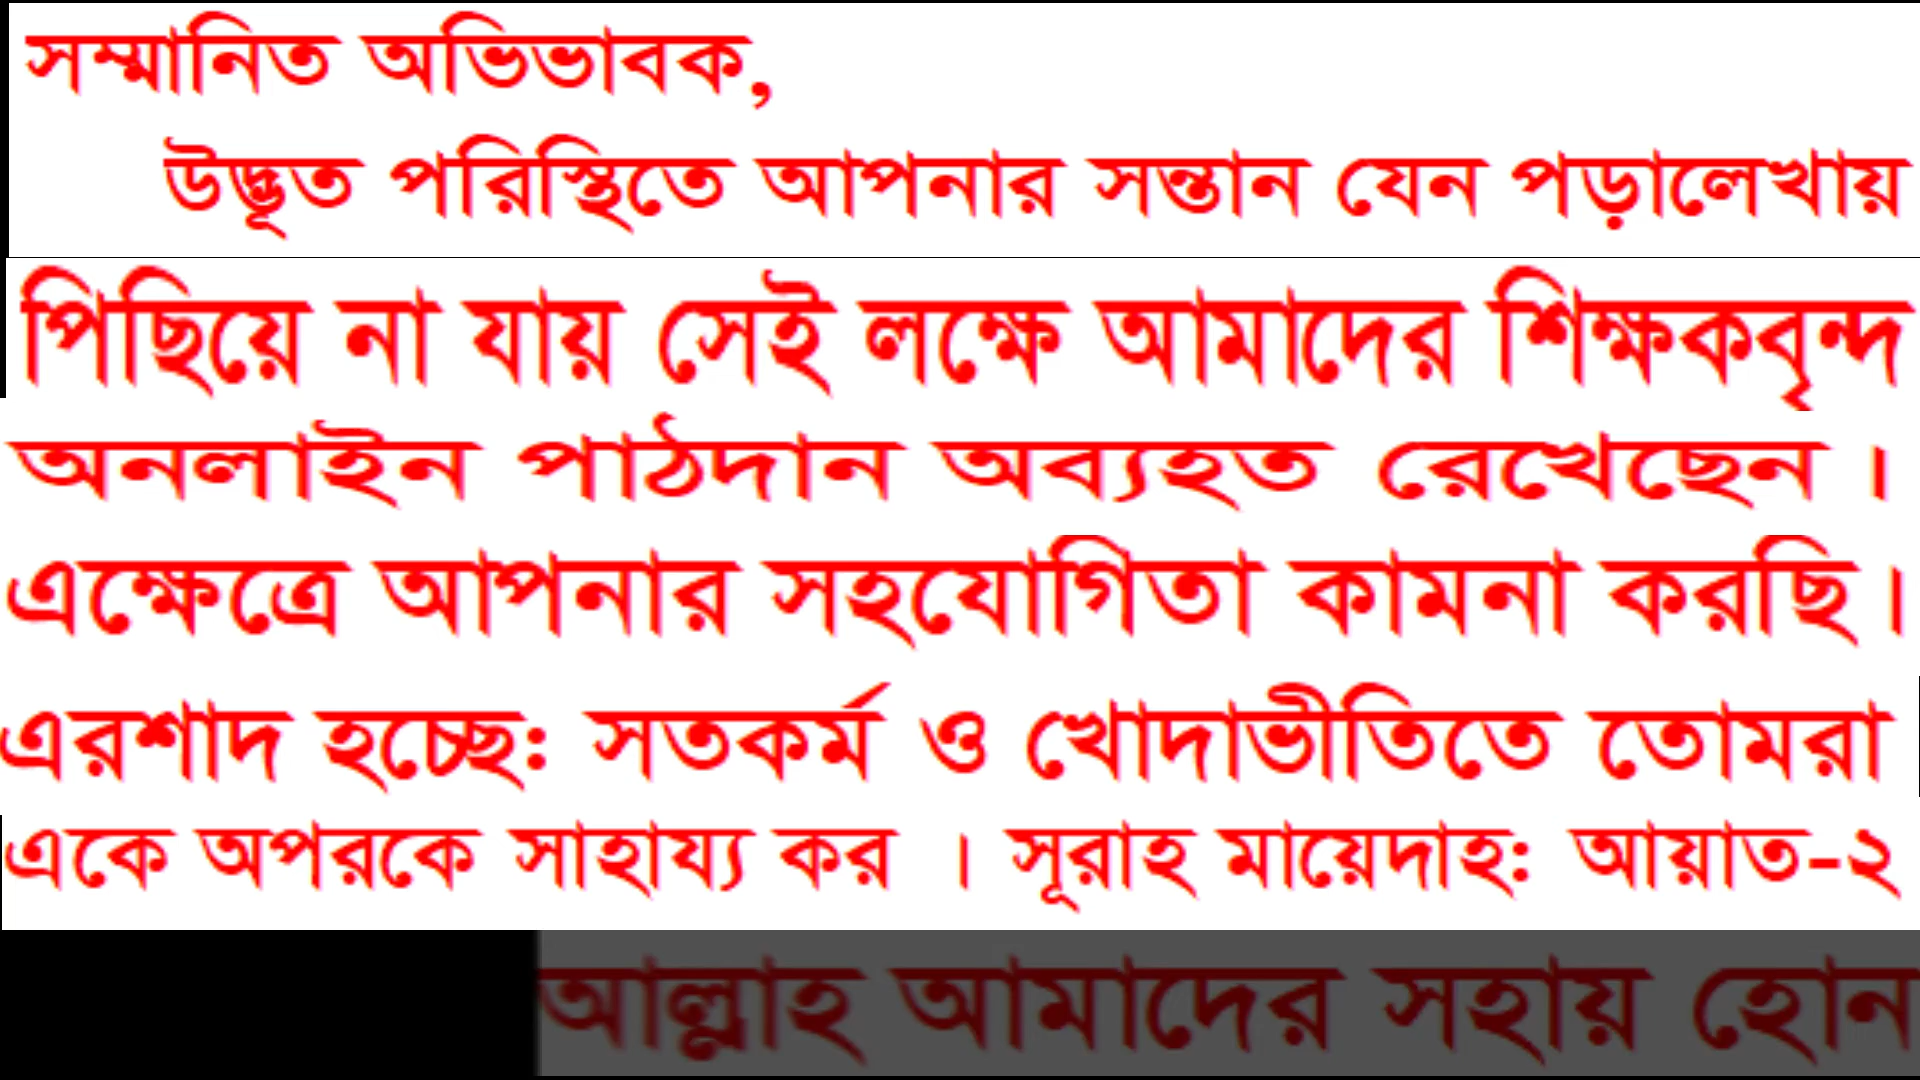 সম্মানিত অভিভাবক,
উদ্ভূত পরিস্থিতে আপনার সন্তান যেন পড়ালেখায়
পিছিয়ে না যায় সেই লক্ষে আমাদের শিক্ষকবৃন্দ
অনলাইন পাঠদান অব্যহত রেখেছেন ।
এক্ষেত্রে আপনার সহযোগিতা কামনা করছি।
এরশাদ হচ্ছে: সতকর্ম ও খোদাভীতিতে তোমরা
একে অপরকে সাহায্য কর । সূরাহ মায়েদাহ: আয়াত-২
আল্লাহ আমাদের সহায় হোন